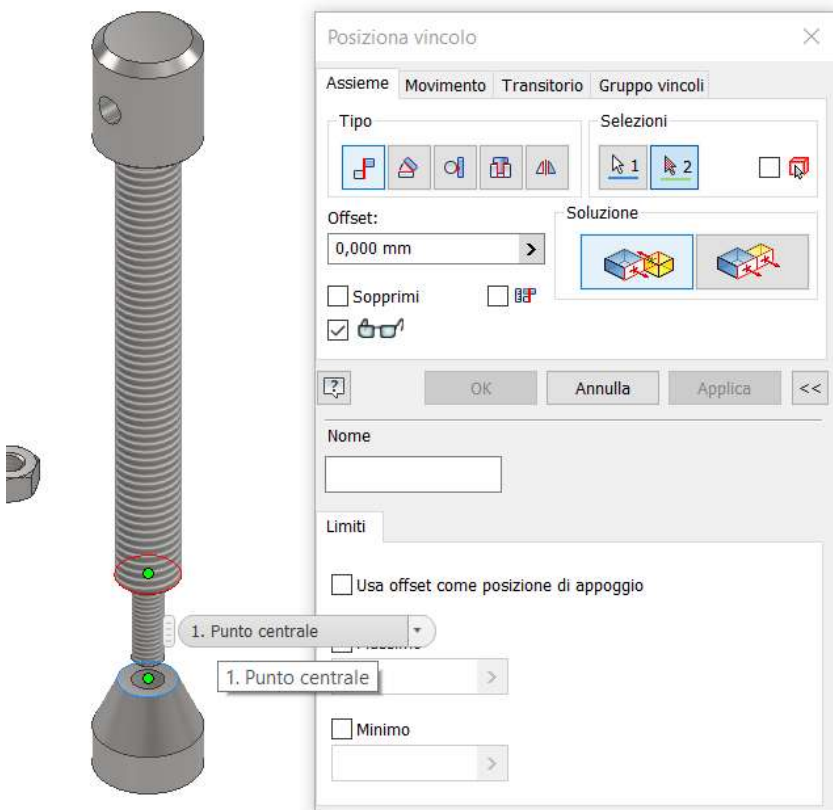 Posiziona vincolo
Assieme Movimento Transitorio Gruppo vincoli
Tipo
Selezioni
1
2
Offset:
0,000 mm
>
Soluzione
Sopprimi
?
OK
Annulla
Applica
<<
Nome
Limiti
Usa offset come posizione di appoggio
1. Punto centrale
Massimo
1. Punto centrale
>
Minimo
>